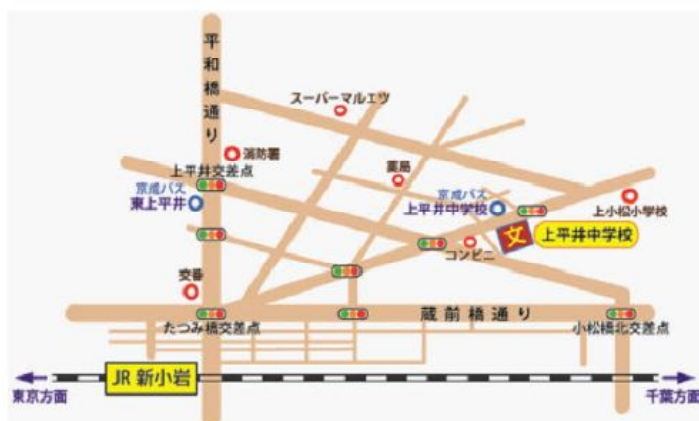 平和橋通り
スーパーマルエツ
消防署
上平井交差点
京成バス
東上平井
薬局
京成バス
上平井中学校
上小松小学校
文
上平井中学校
コンビニ
交番
蔵前橋通り
たつみ橋交差点
小松橋北交差点
JR 新小岩
東京方面
千葉方面